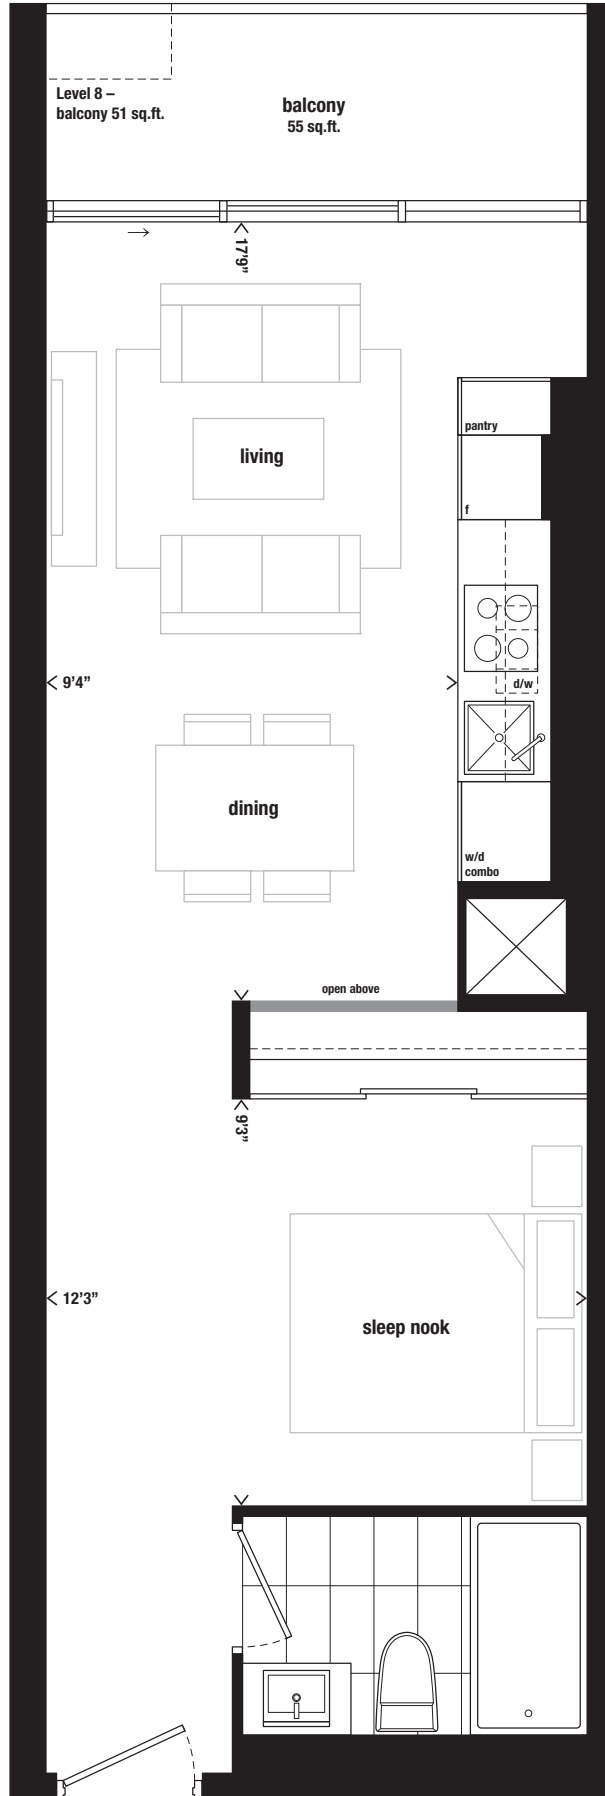 Level 8 –
balcony 51 sq.ft.
balcony
55 sq.ft.
17’9”
pantry
living
f
9’4”
d/w
dining
w/d
combo
open above
9’3”
12’3”
sleep nook